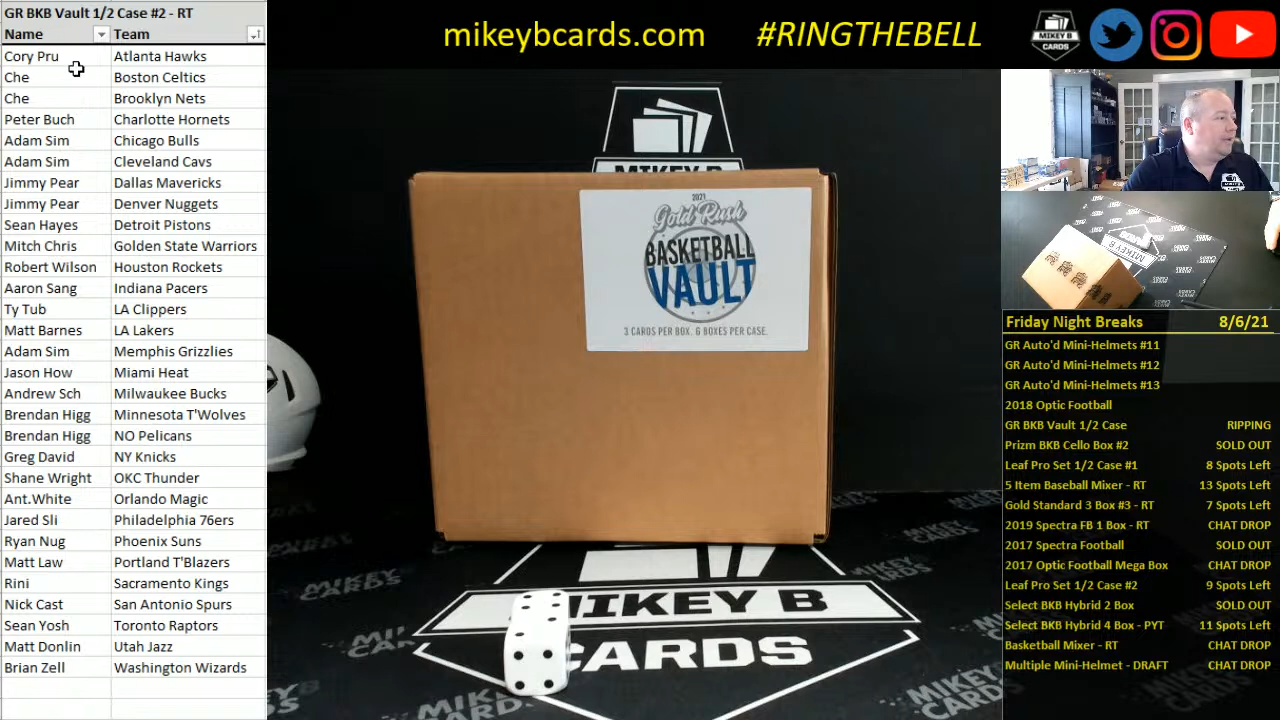 GR BKB Vault 1/2 Case #2 - RT
Name Team
Cory Pru Atlanta Hawks
Che Boston Celtics
Che Brooklyn Nets
Peter Buch Charlotte Hornets
Adam Sim Chicago Bulls
Adam Sim Cleveland Cavs
Jimmy Pear Dallas Mavericks
Jimmy Pear Denver Nuggets
Sean Hayes Detroit Pistons
Mitch Chris Golden State Warriors
Robert Wilson Houston Rockets
Aaron Sang Indiana Pacers
Ty Tub LA Clippers
Matt Barnes LA Lakers
Adam Sim Memphis Grizzlies
Jason How Miami Heat
Andrew Sch Milwaukee Bucks
Brendan Higg Minnesota T'Wolves
Brendan Higg NO Pelicans
Greg David NY Knicks
Shane Wright OKC Thunder
Ant.White Orlando Magic
Jared Sli Philadelphia 76ers
Ryan Nug Phoenix Suns
Matt Law Portland T'Blazers
Rini Sacramento Kings
Nick Cast San Antonio Spurs
Sean Yosh Toronto Raptors
Matt Donlin Utah Jazz
Brian Zell Washington Wizards
mikeybcards.com #RINGTHEBELL
MIKEY B
CARDS
MIKEY B
2021
Gold Rush
BASKETBALL
VAULT
3 CARDS PER BOX. 6 BOXES PER CASE.
MIKEY B
CARDS
Friday Night Breaks 8/6/21
GR Auto'd Mini-Helmets #11
GR Auto'd Mini-Helmets #12
GR Auto'd Mini-Helmets #13
2018 Optic Football
GR BKB Vault 1/2 Case RIPPING
Prizm BKB Cello Box #2 SOLD OUT
Leaf Pro Set 1/2 Case #1 8 Spots Left
5 Item Baseball Mixer - RT 13 Spots Left
Gold Standard 3 Box #3 - RT 7 Spots Left
2019 Spectra FB 1 Box - RT CHAT DROP
2017 Spectra Football SOLD OUT
2017 Optic Football Mega Box CHAT DROP
Leaf Pro Set 1/2 Case #2 9 Spots Left
Select BKB Hybrid 2 Box SOLD OUT
Select BKB Hybrid 4 Box - PYT 11 Spots Left
Basketball Mixer - RT CHAT DROP
Multiple Mini-Helmet - DRAFT CHAT DROP